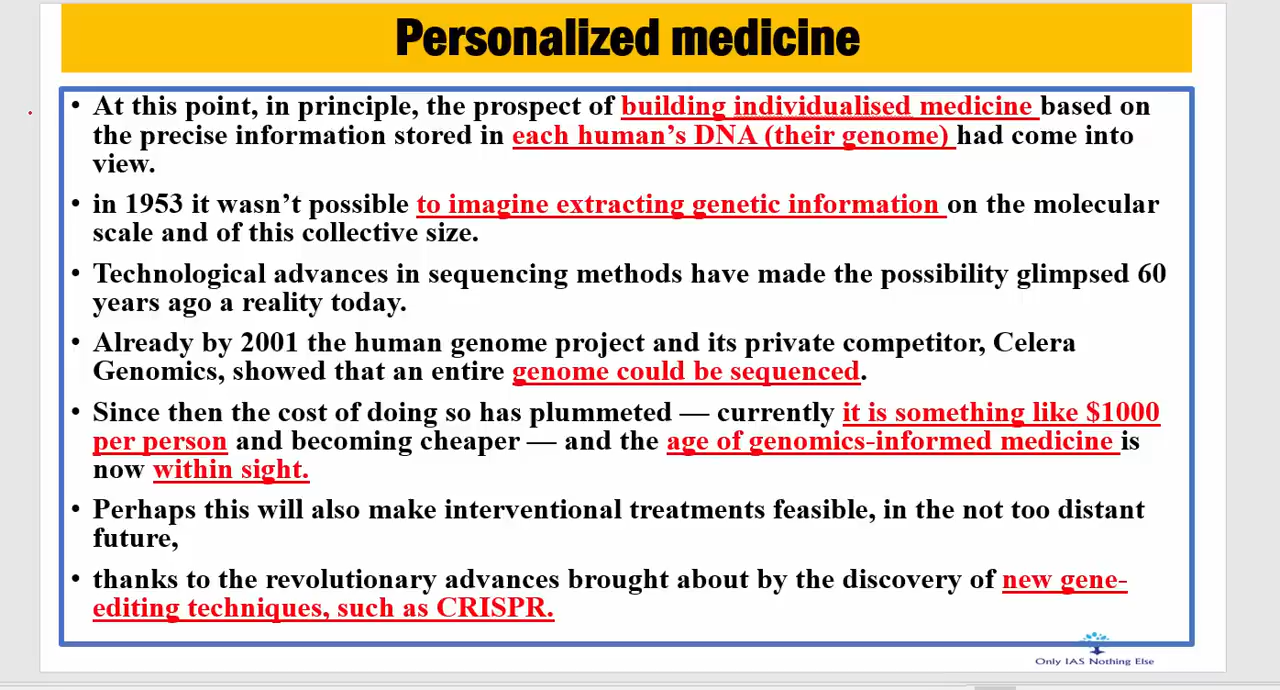 Personalized medicine
• At this point, in principle, the prospect of building individualised medicine based on
the precise information stored in each human's DNA (their genome) had come into
view.
• in 1953 it wasn't possible to imagine extracting genetic information on the molecular
scale and of this collective size.
• Technological advances in sequencing methods have made the possibility glimpsed 60
years ago a reality today.
• Already by 2001 the human genome project and its private competitor, Celera
Genomics, showed that an entire genome could be sequenced.
• Since then the cost of doing so has plummeted — currently it is something like $1000
per person and becoming cheaper — and the age of genomics-informed medicine is
now within sight.
• Perhaps this will also make interventional treatments feasible, in the not too distant
future,
• thanks to the revolutionary advances brought about by the discovery of new gene-
editing techniques, such as CRISPR.
Only IAS Nothing Else